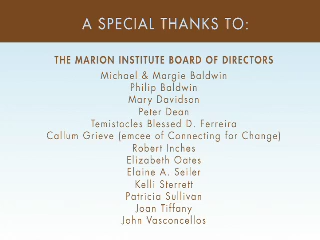 A SPECIAL THANKS TO:
THE MARION INSTITUTE BOARD OF DIRECTORS
Michael & Margie Baldwin
Philip Baldwin
Mary Davidson
Peter Dean
Temistocles Blessed D. Ferreira
Callum Grieve (emcee of Connecting for Change)
Robert Inches
Elizabeth Oates
Elaine A. Seiler
Kelli Sterrett
Patricia Sullivan
Joan Tiffany
John Vasconcellos